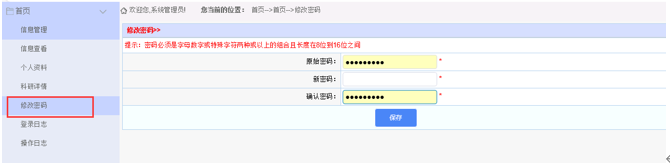 首页
欢迎您,系统管理员! 您当前的位置: 首页-->首页-->修改密码
信息管理
信息查看
个人资料
科研详情
修改密码
登录日志
操作日志
修改密码>>
提示: 密码必须是字母数字或特殊字符两种或以上的组合且长度在8位到16位之间
原始密码: ●●●●●●●●● *
新密码: *
确认密码: ●●●●●●●●● *
保存